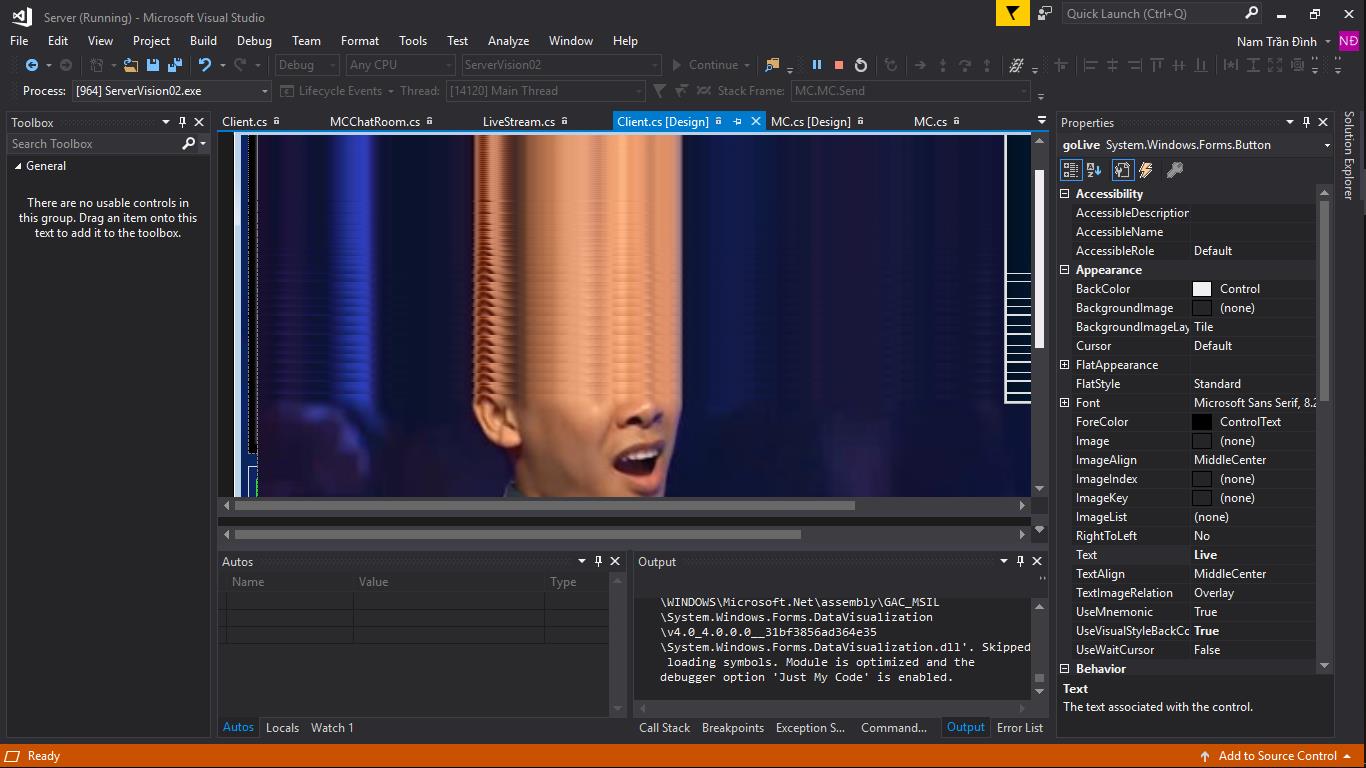 Server (Running) - Microsoft Visual Studio
Quick Launch (Ctrl+Q)
File Edit View Project Build Debug Team Format Tools Test Analyze Window Help
Nam Trần Đình
NĐ
Debug Any CPU ServerVision02 Continue
Process: [964] ServerVision02.exe Lifecycle Events Thread: [14120] Main Thread Stack Frame: MC.MC.Send
Toolbox
Search Toolbox
General
There are no usable controls in
this group. Drag an item onto this
text to add it to the toolbox.
Client.cs MCChatRoom.cs LiveStream.cs Client.cs [Design] MC.cs [Design] MC.cs
Autos
Name Value Type
Autos Locals Watch 1
Output
\WINDOWS\Microsoft.Net\assembly\GAC_MSIL
\System.Windows.Forms.DataVisualization
\v4.0_4.0.0.0__31bf3856ad364e35
\System.Windows.Forms.DataVisualization.dll'. Skipped
loading symbols. Module is optimized and the
debugger option 'Just My Code' is enabled.
Call Stack Breakpoints Exception S... Command... Output Error List
Properties
goLive System.Windows.Forms.Button
Accessibility
AccessibleDescription
AccessibleName
AccessibleRole Default
Appearance
BackColor Control
BackgroundImage (none)
BackgroundImageLay Tile
Cursor Default
FlatAppearance
FlatStyle Standard
Font Microsoft Sans Serif, 8.2
ForeColor ControlText
Image (none)
ImageAlign MiddleCenter
ImageIndex (none)
ImageKey (none)
ImageList (none)
RightToLeft No
Text Live
TextAlign MiddleCenter
TextImageRelation Overlay
UseMnemonic True
UseVisualStyleBackCo True
UseWaitCursor False
Behavior
Text
The text associated with the control.
Solution Explorer
Ready
Add to Source Control